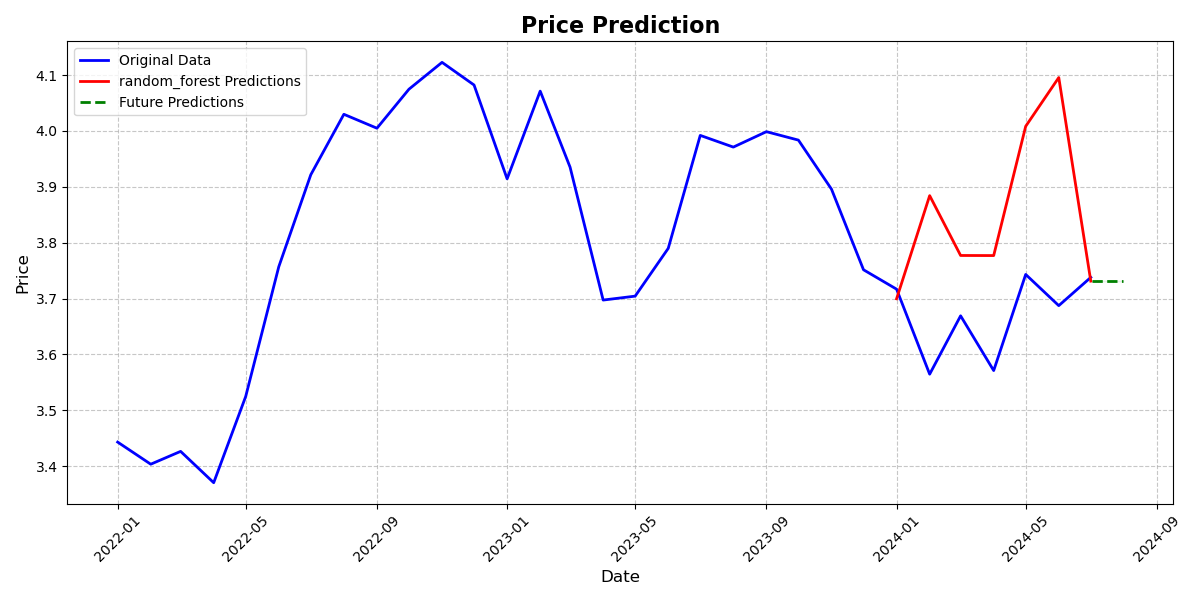 Price Prediction
Original Data
random_forest Predictions
Future Predictions
Price
4.1
4.0
3.9
3.8
3.7
3.6
3.5
3.4
2022-01
2022-05
2022-09
2023-01
2023-05
2023-09
2024-01
2024-05
2024-09
Date